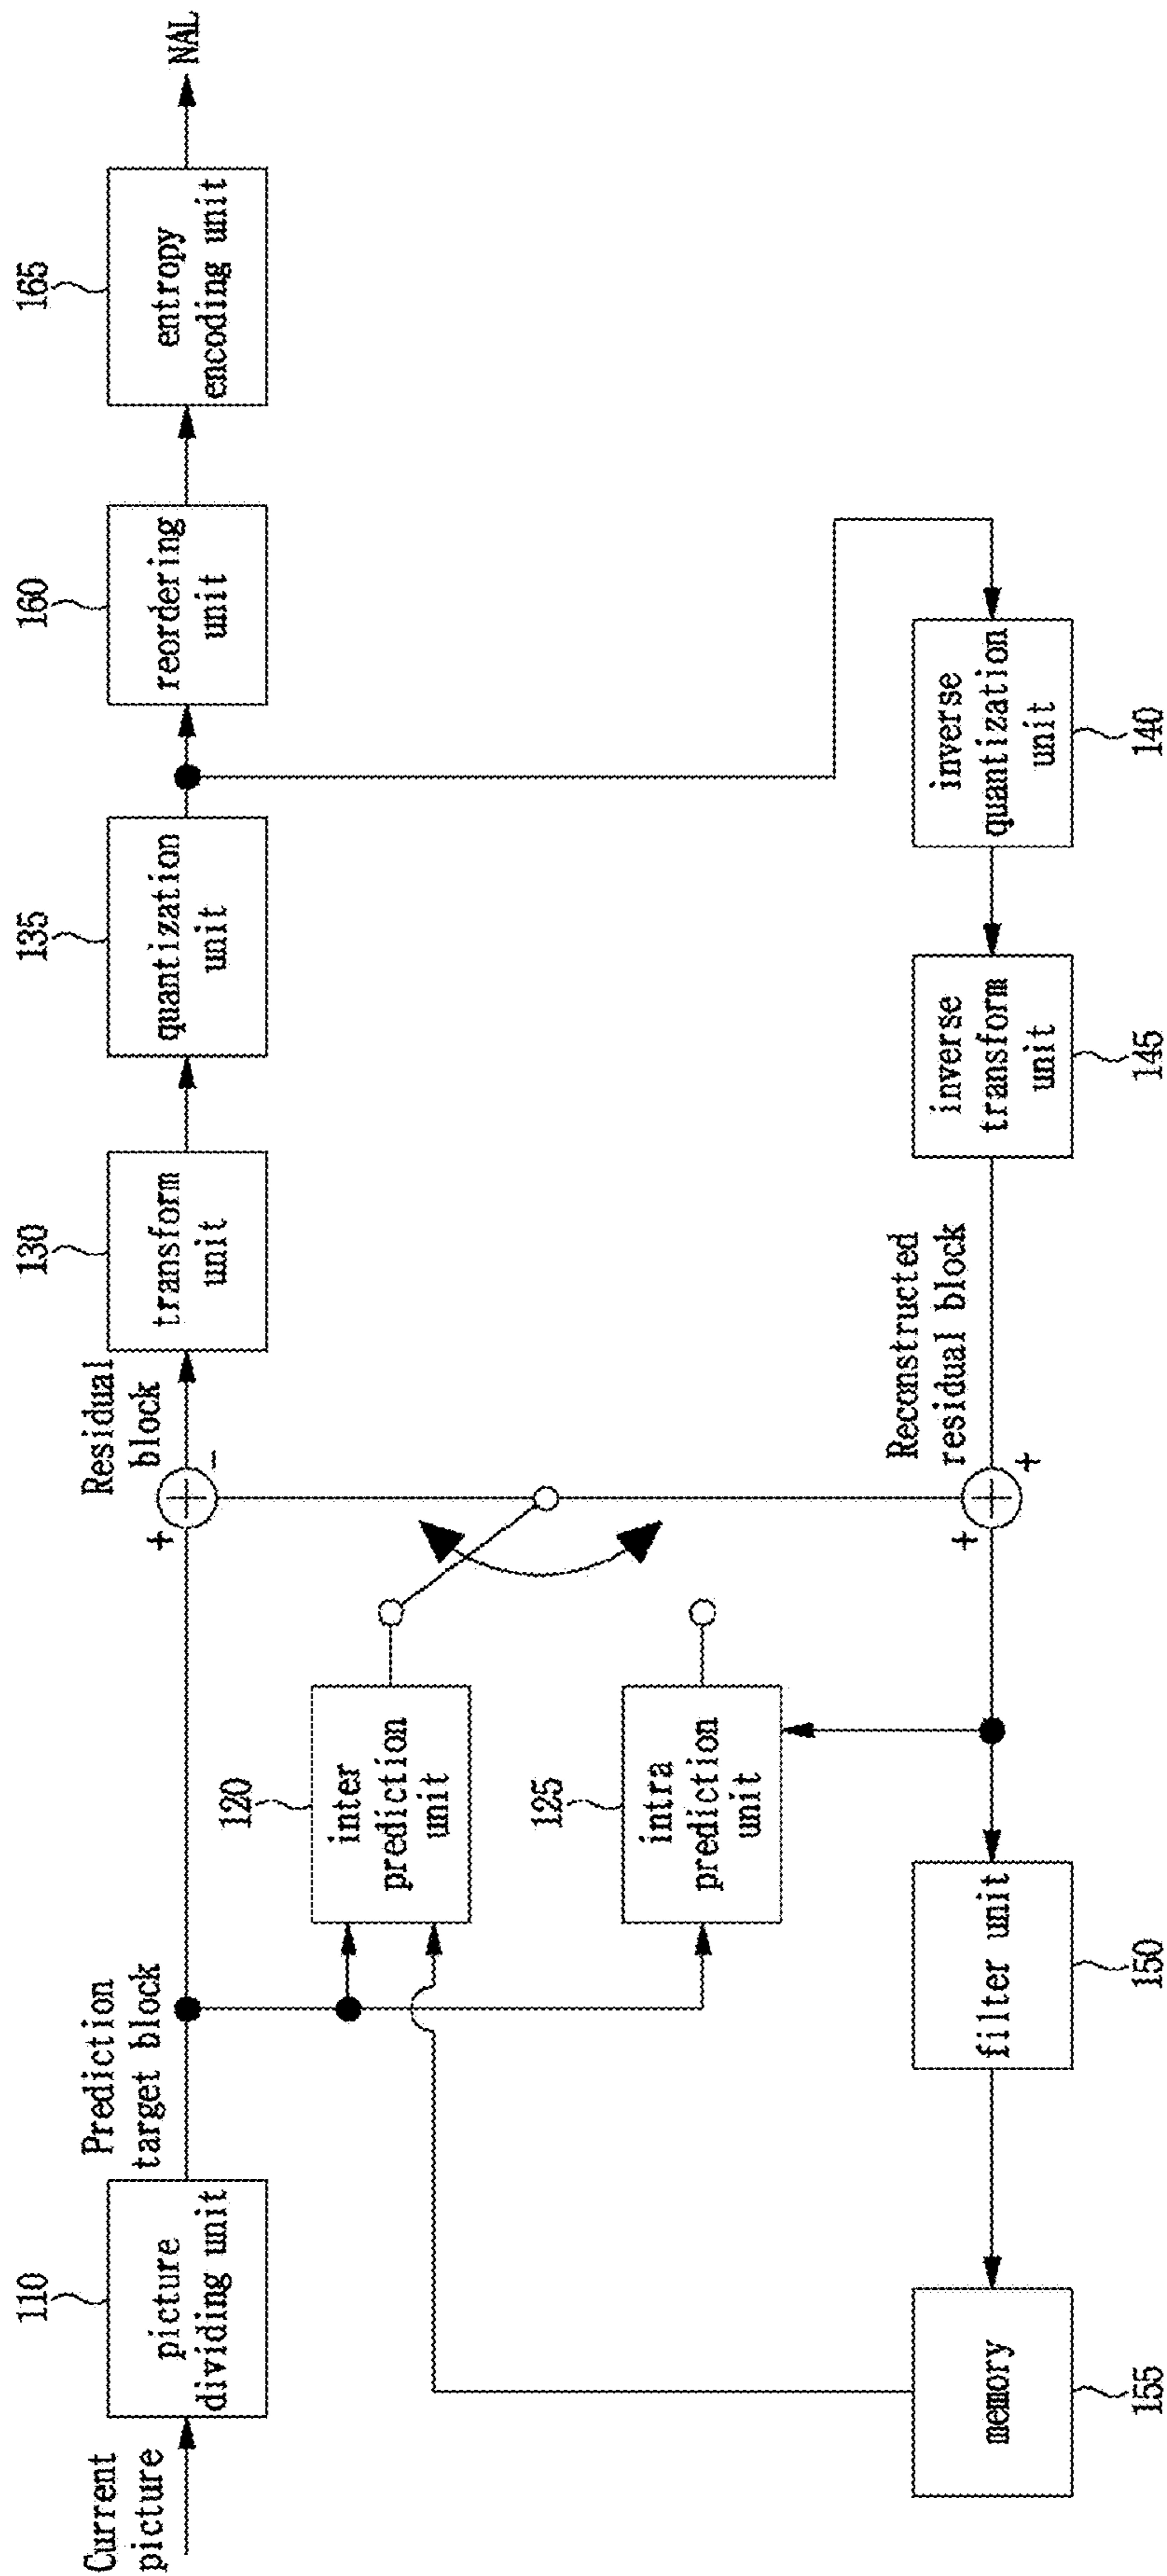 Current
picture
110
picture
dividing unit
Prediction
target block
+
-
Residual
block
130
transform
unit
135
quantization
unit
160
reordering
unit
165
entropy
encoding unit
NAL
120
inter
prediction
unit
125
intra
prediction
unit
155
memory
150
filter unit
+
+
Reconstructed
residual block
145
inverse
transform
unit
140
inverse
quantization
unit